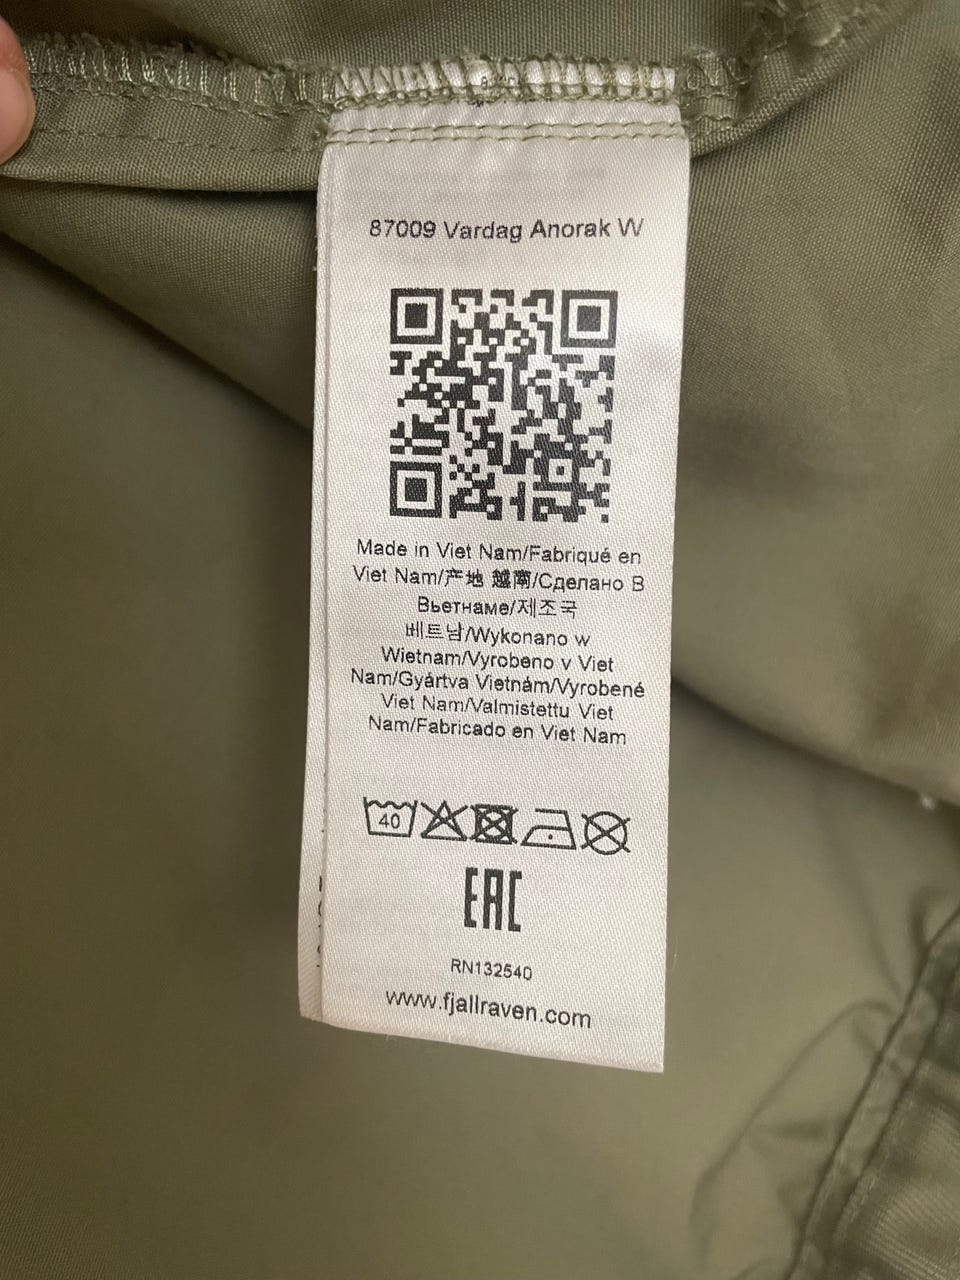 87009 Vardag Anorak W
Made in Viet Nam/Fabriqué en
Viet Nam/产地 越南/Сделано В
Вьетнаме/제조국
베트남/Wykonano w
Wietnam/Vyrobeno v Viet
Nam/Gyártva Vietnám/Vyrobené
Viet Nam/Valmistettu Viet
Nam/Fabricado en Viet Nam
40
EAC
RN132540
www.fjallraven.com